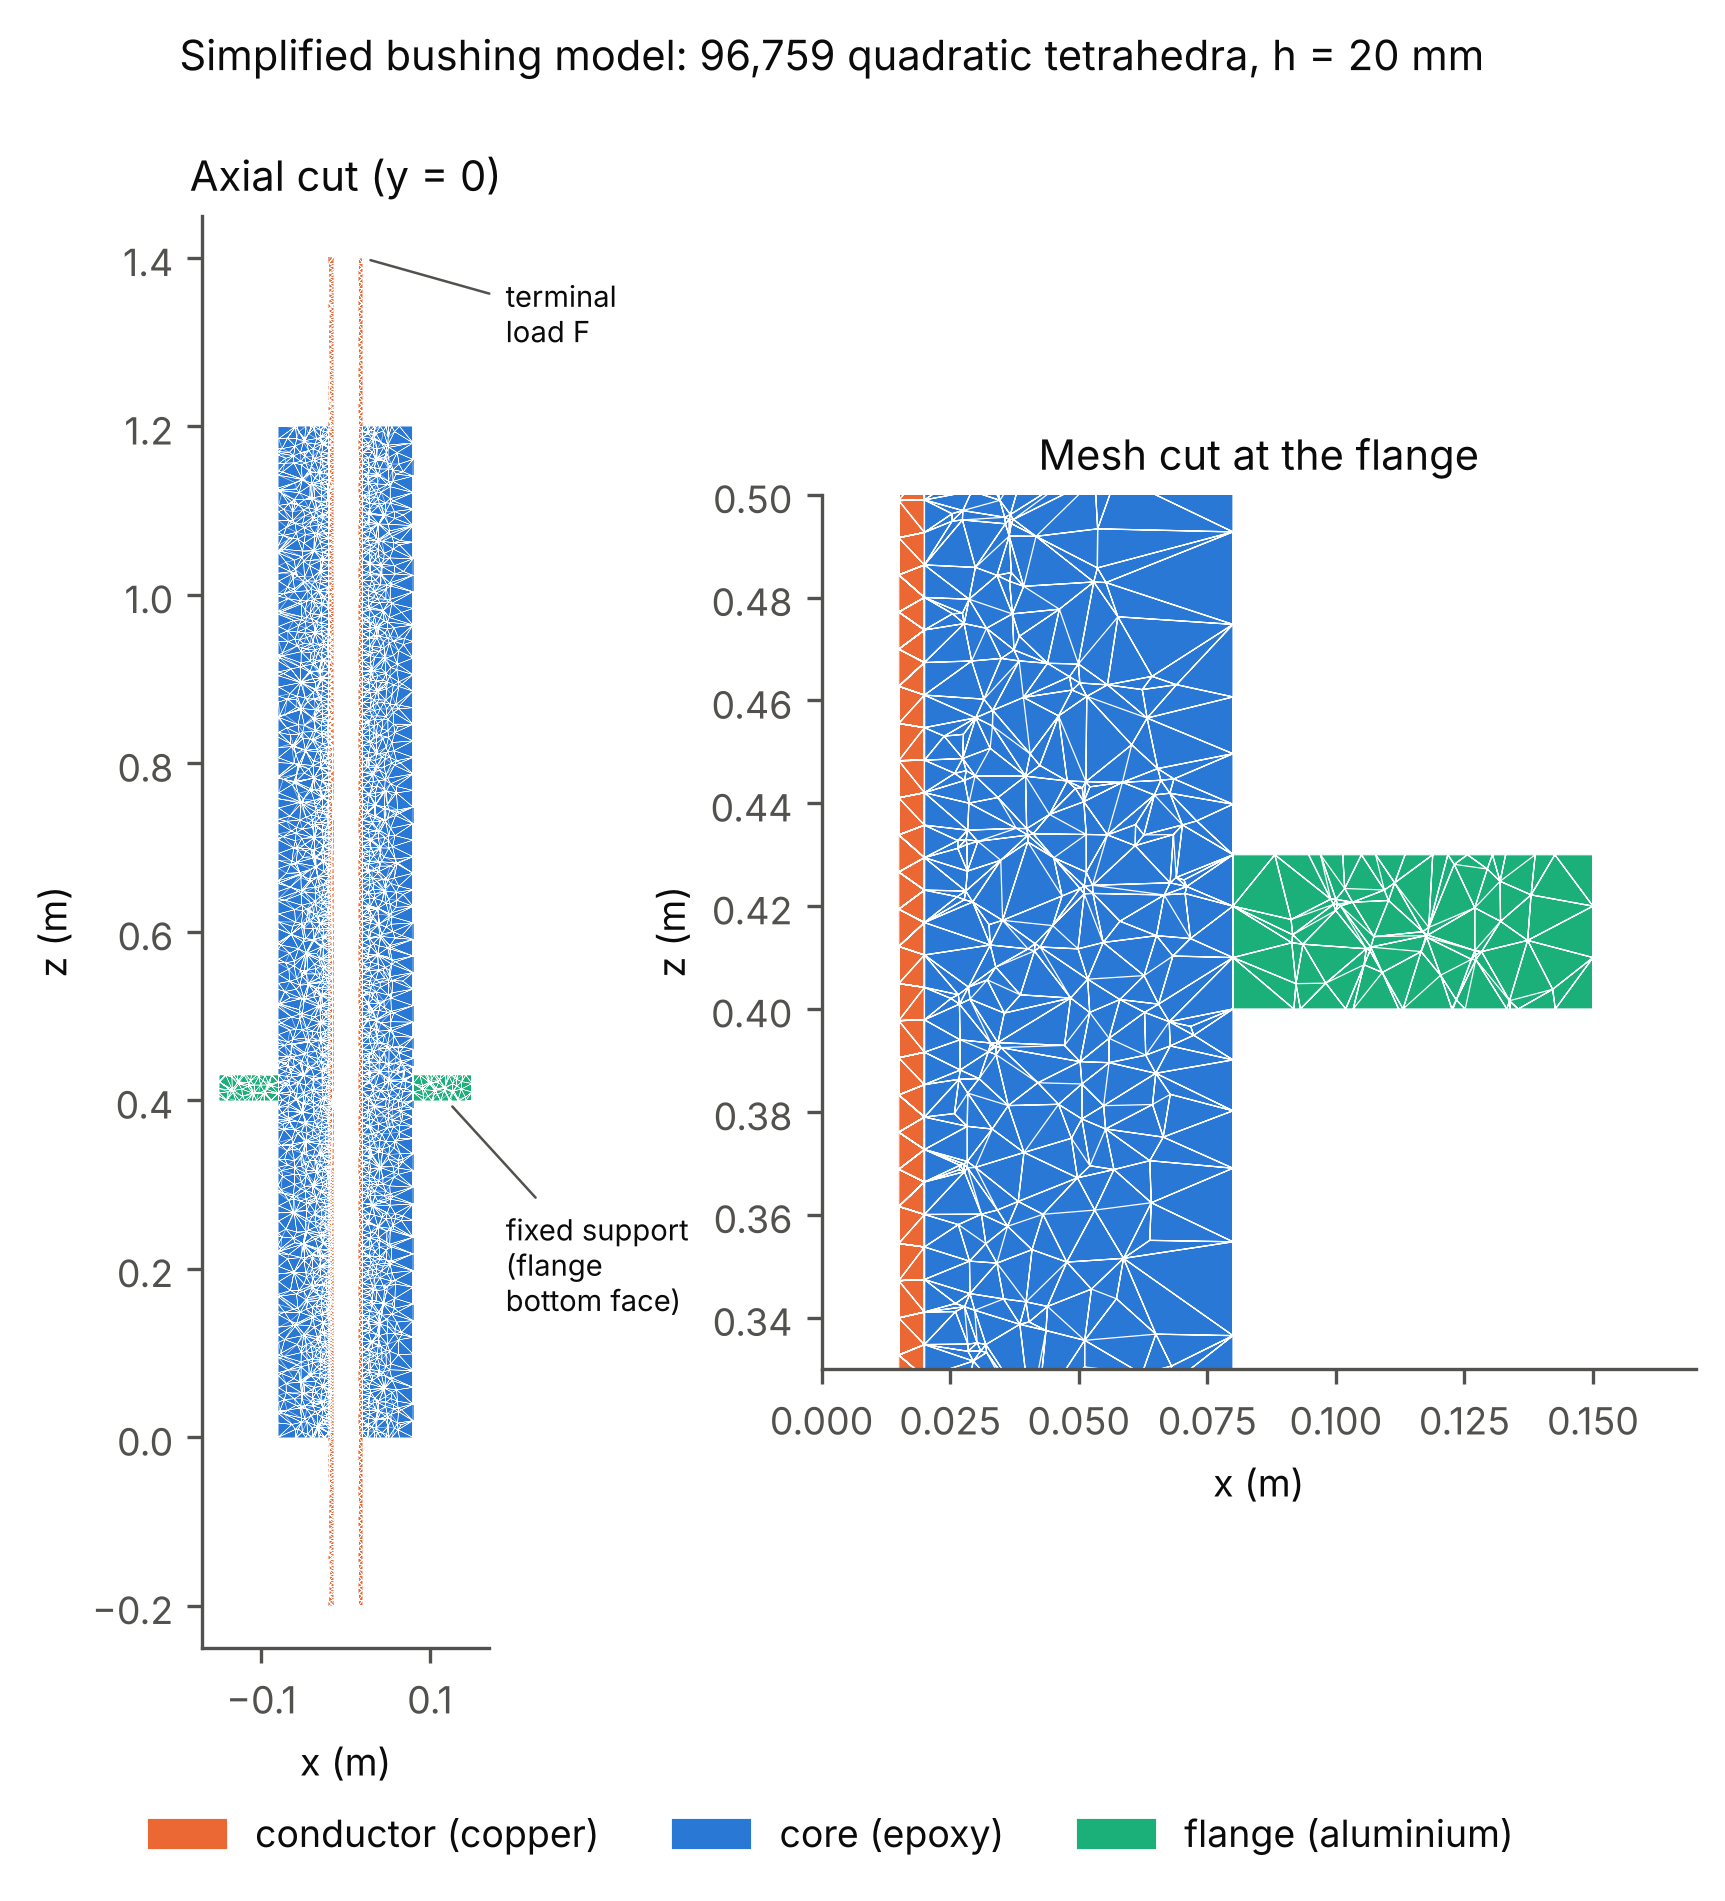 Simplified bushing model: 96,759 quadratic tetrahedra, h = 20 mm
Axial cut (y = 0)
1.4
1.2
1.0
0.8
0.6
0.4
0.2
0.0
−0.2
z (m)
−0.1
0.1
x (m)
terminal
load F
fixed support
(flange
bottom face)
Mesh cut at the flange
0.50
0.48
0.46
0.44
0.42
0.40
0.38
0.36
0.34
z (m)
0.000
0.025
0.050
0.075
0.100
0.125
0.150
x (m)
conductor (copper)
core (epoxy)
flange (aluminium)